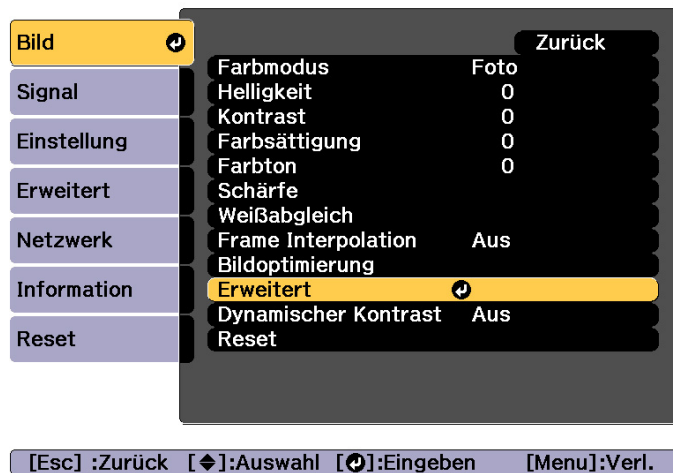 Bild
Signal
Einstellung
Erweitert
Netzwerk
Information
Reset
Zurück
Farbmodus Foto
Helligkeit 0
Kontrast 0
Farbsättigung 0
Farbton 0
Schärfe
Weißabgleich
Frame Interpolation Aus
Bildoptimierung
Erweitert
Dynamischer Kontrast Aus
Reset
[Esc] :Zurück [◆]:Auswahl [↵]:Eingeben [Menu]:Verl.